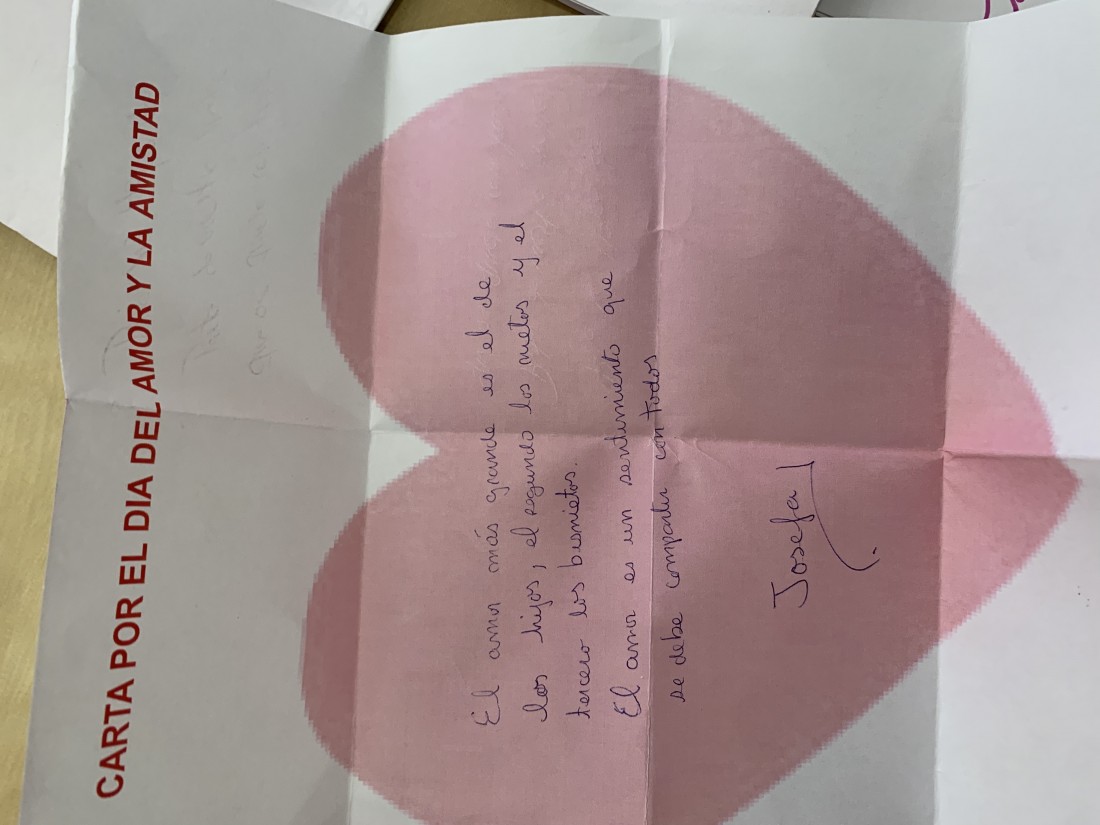 CARTA POR EL DIA DEL AMOR Y LA AMISTAD
El amor más grande es el de
los hijos, el segundo los nietos y el
tercero los bisnietos.
El amor es un sentimiento que
se debe compartir con todos
Josefa